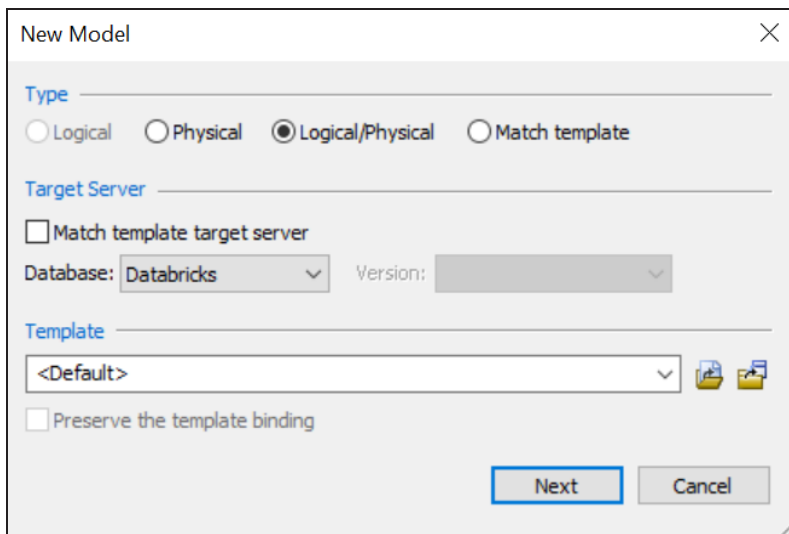 New Model
Type
Logical Physical Logical/Physical Match template
Target Server
Match template target server
Database: Databricks Version:
Template
<Default>
Preserve the template binding
Next Cancel